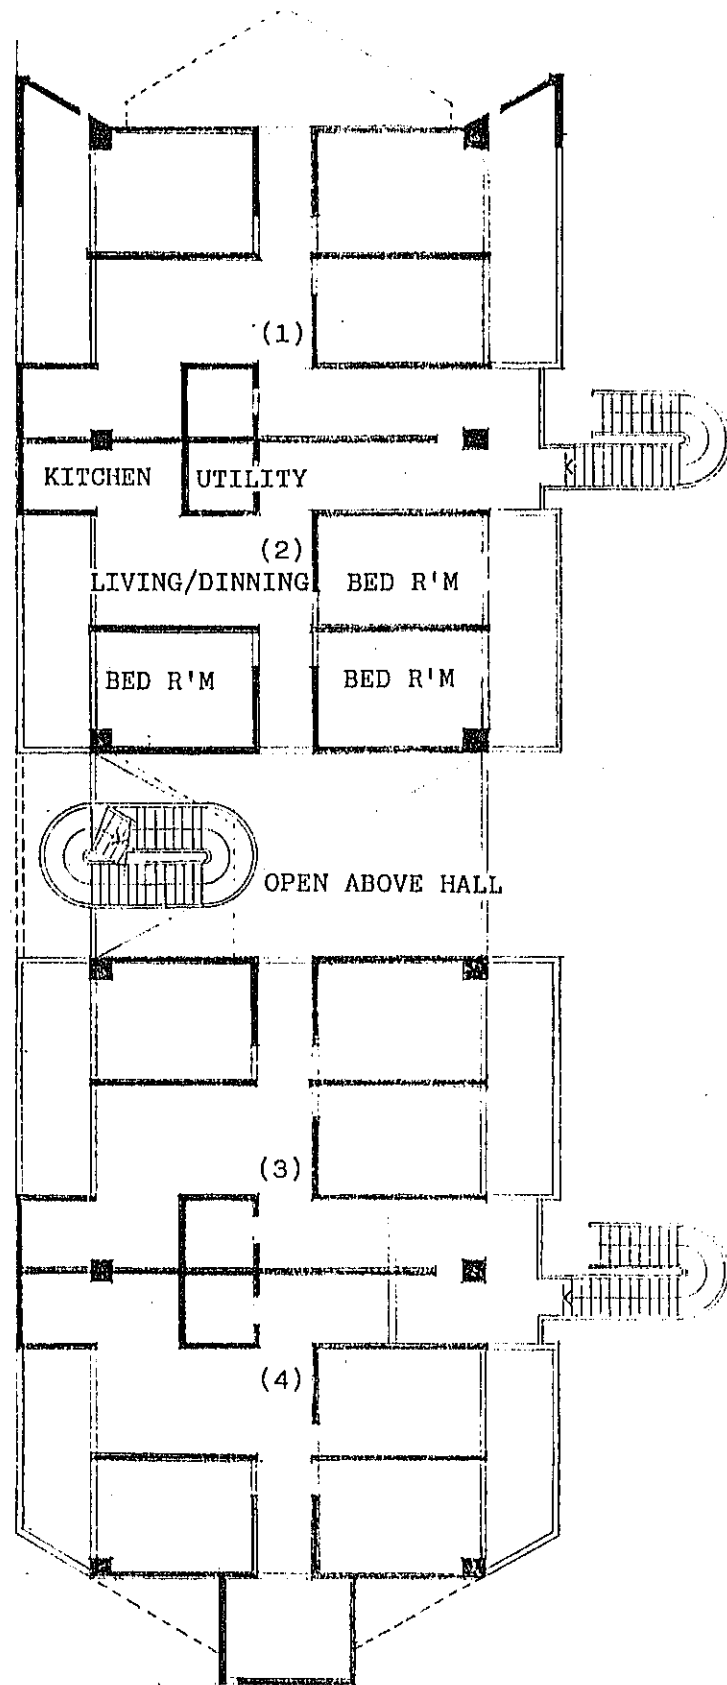 (1)
KITCHEN UTILITY
(2)
LIVING/DINNING BED R'M
BED R'M BED R'M
OPEN ABOVE HALL
(3)
(4)